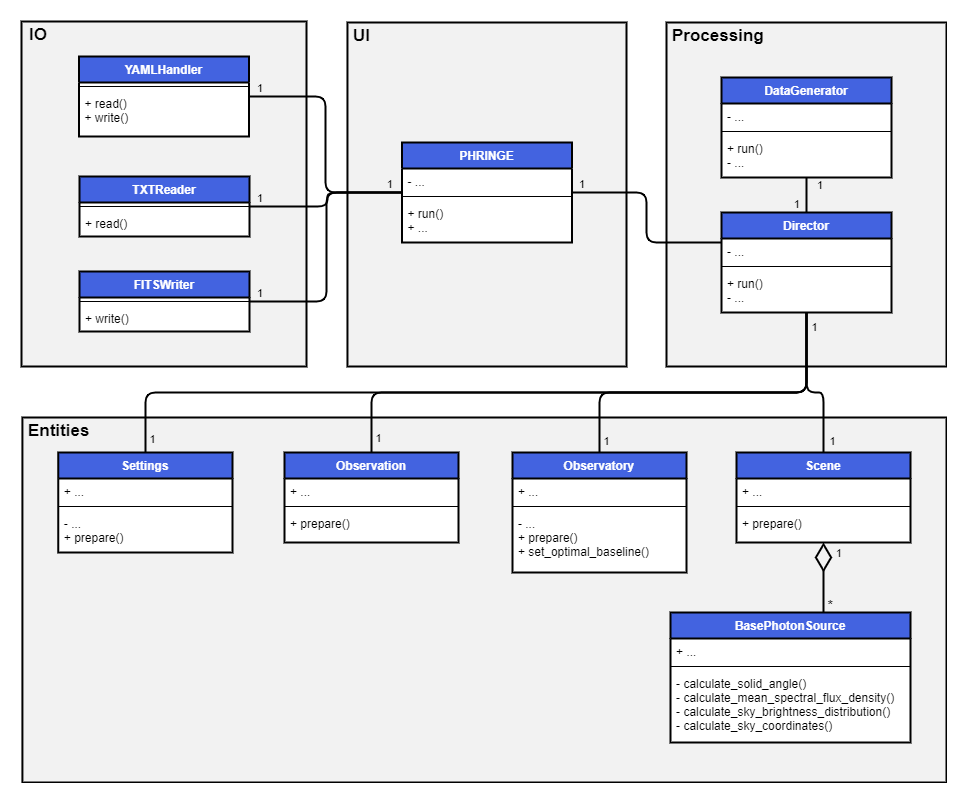 IO
YAMLHandler
1
+ read()
+ write()
TXTReader
1
+ read()
FITSWriter
1
+ write()
UI
PHRINGE
1
1
- ...
+ run()
+ ...
Processing
DataGenerator
- ...
+ run()
- ...
1
1
Director
- ...
+ run()
- ...
1
Entities
1
Settings
+ ...
- ...
+ prepare()
1
Observation
+ ...
+ prepare()
1
Observatory
+ ...
- ...
+ prepare()
+ set_optimal_baseline()
1
Scene
+ ...
+ prepare()
1
*
BasePhotonSource
+ ...
- calculate_solid_angle()
- calculate_mean_spectral_flux_density()
- calculate_sky_brightness_distribution()
- calculate_sky_coordinates()